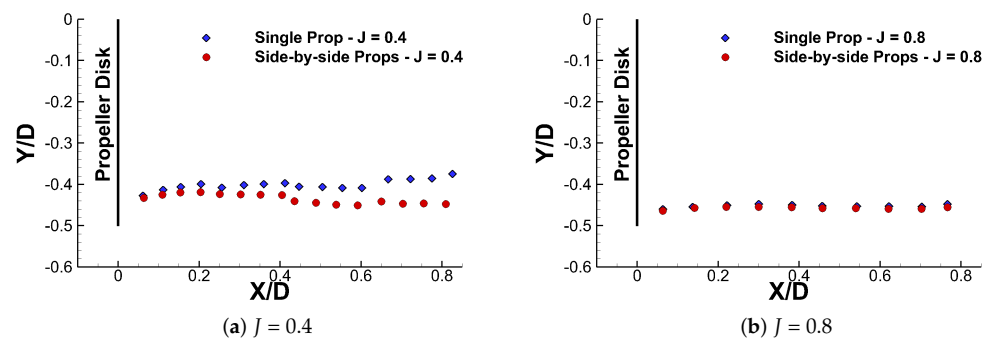 0
-0.1
-0.2
-0.3
-0.4
-0.5
-0.6
Y/D
Propeller Disk
Single Prop - J = 0.4
Side-by-side Props - J = 0.4
0 0.2 0.4 0.6 0.8
X/D
(a) J = 0.4
0
-0.1
-0.2
-0.3
-0.4
-0.5
-0.6
Y/D
Propeller Disk
Single Prop - J = 0.8
Side-by-side Props - J = 0.8
0 0.2 0.4 0.6 0.8
X/D
(b) J = 0.8